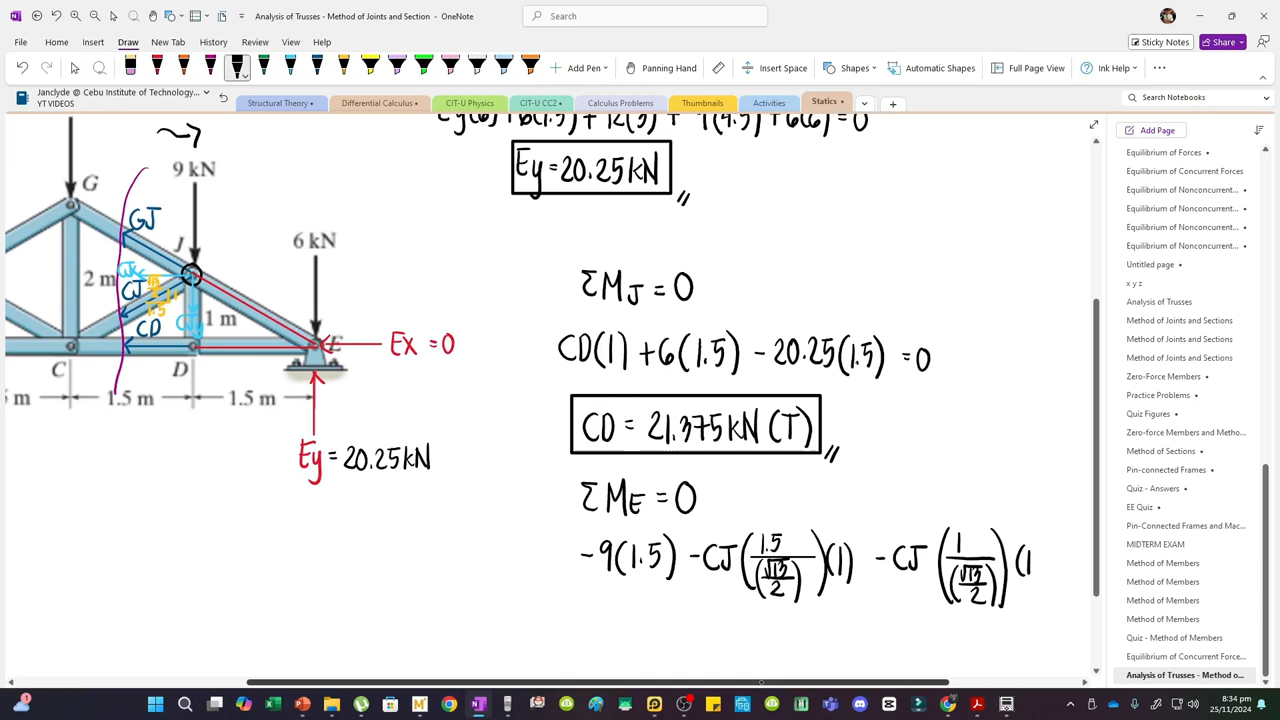 Analysis of Trusses - Method of Joints and Section - OneNote
Search
File Home Insert Draw New Tab History Review View Help
Sticky Notes Share
Add Pen Panning Hand Insert Space Shapes Automatic Shapes Full Page View Ink Help
Janclyde @ Cebu Institute of Technology...
YT VIDEOS
Structural Theory Differential Calculus CIT-U Physics CIT-U CC2 Calculus Problems Thumbnails Activities Statics
Search Notebooks
Add Page
Equilibrium of Forces
Equilibrium of Concurrent Forces
Equilibrium of Nonconcurrent...
Equilibrium of Nonconcurrent...
Equilibrium of Nonconcurrent...
Equilibrium of Nonconcurrent...
Untitled page
x y z
Analysis of Trusses
Method of Joints and Sections
Method of Joints and Sections
Method of Joints and Sections
Zero-Force Members
Practice Problems
Quiz Figures
Zero-force Members and Metho...
Method of Sections
Pin-connected Frames
Quiz - Answers
EE Quiz
Pin-Connected Frames and Mac...
MIDTERM EXAM
Method of Members
Method of Members
Method of Members
Method of Members
Quiz - Method of Members
Equilibrium of Concurrent Force...
Analysis of Trusses - Method o...
9 kN
G
GJ
J
6 kN
2 m
CJ
1.5
CD
1 m
E
Ex = 0
C
D
m
1.5 m
1.5 m
Ey = 20.25kN
Ey = 20.25kN
ΣMJ = 0
CD(1) + 6(1.5) - 20.25(1.5) = 0
CD = 21.375kN (T)
ΣME = 0
-9(1.5) - CJ(1.5/(√13/2))(1) - CJ(1/(√13/2))(1
8:34 pm
25/11/2024